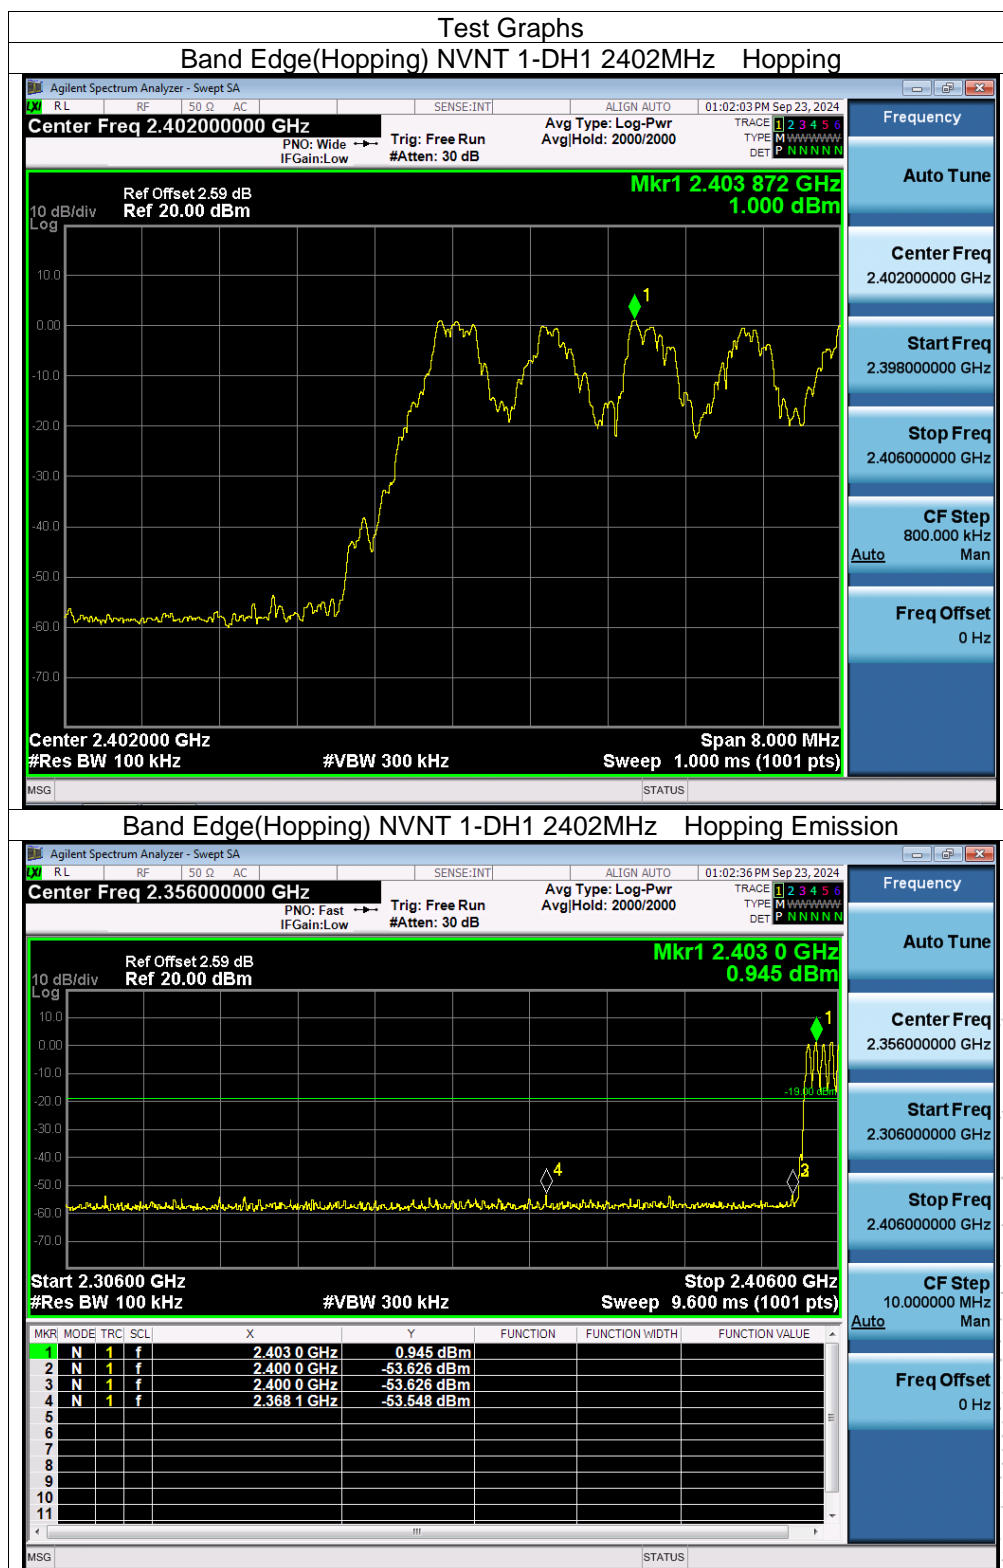 Test Graphs
Band Edge(Hopping) NVNT 1-DH1 2402MHz Hopping
Agilent Spectrum Analyzer - Swept SA
LXI RL RF 50 Ω AC SENSE:INT ALIGN AUTO 01:02:03 PM Sep 23, 2024
Center Freq 2.402000000 GHz
PNO: Wide
IFGain:Low
Trig: Free Run
#Atten: 30 dB
Avg Type: Log-Pwr
Avg|Hold: 2000/2000
TRACE 1 2 3 4 5 6
TYPE M W W W W W
DET P N N N N N
Frequency
Mkr1 2.403 872 GHz
1.000 dBm
Ref Offset 2.59 dB
10 dB/div Ref 20.00 dBm
Log
10.0
0.00
-10.0
-20.0
-30.0
-40.0
-50.0
-60.0
-70.0
1
Center 2.402000 GHz Span 8.000 MHz
#Res BW 100 kHz #VBW 300 kHz Sweep 1.000 ms (1001 pts)
Auto Tune
Center Freq
2.402000000 GHz
Start Freq
2.398000000 GHz
Stop Freq
2.406000000 GHz
CF Step
800.000 kHz
Auto Man
Freq Offset
0 Hz
MSG STATUS
Band Edge(Hopping) NVNT 1-DH1 2402MHz Hopping Emission
Agilent Spectrum Analyzer - Swept SA
LXI RL RF 50 Ω AC SENSE:INT ALIGN AUTO 01:02:36 PM Sep 23, 2024
Center Freq 2.356000000 GHz
PNO: Fast
IFGain:Low
Trig: Free Run
#Atten: 30 dB
Avg Type: Log-Pwr
Avg|Hold: 2000/2000
TRACE 1 2 3 4 5 6
TYPE M W W W W W
DET P N N N N N
Frequency
Mkr1 2.403 0 GHz
0.945 dBm
Ref Offset 2.59 dB
10 dB/div Ref 20.00 dBm
Log
10.0
0.00
-10.0
-20.0
-30.0
-40.0
-50.0
-60.0
-70.0
1
-19.00 dBm
4
3
Start 2.30600 GHz Stop 2.40600 GHz
#Res BW 100 kHz #VBW 300 kHz Sweep 9.600 ms (1001 pts)
MKR MODE TRC SCL X Y FUNCTION FUNCTION WIDTH FUNCTION VALUE
1 N 1 f 2.403 0 GHz 0.945 dBm
2 N 1 f 2.400 0 GHz -53.626 dBm
3 N 1 f 2.400 0 GHz -53.626 dBm
4 N 1 f 2.368 1 GHz -53.548 dBm
5
6
7
8
9
10
11
Auto Tune
Center Freq
2.356000000 GHz
Start Freq
2.306000000 GHz
Stop Freq
2.406000000 GHz
CF Step
10.000000 MHz
Auto Man
Freq Offset
0 Hz
MSG STATUS